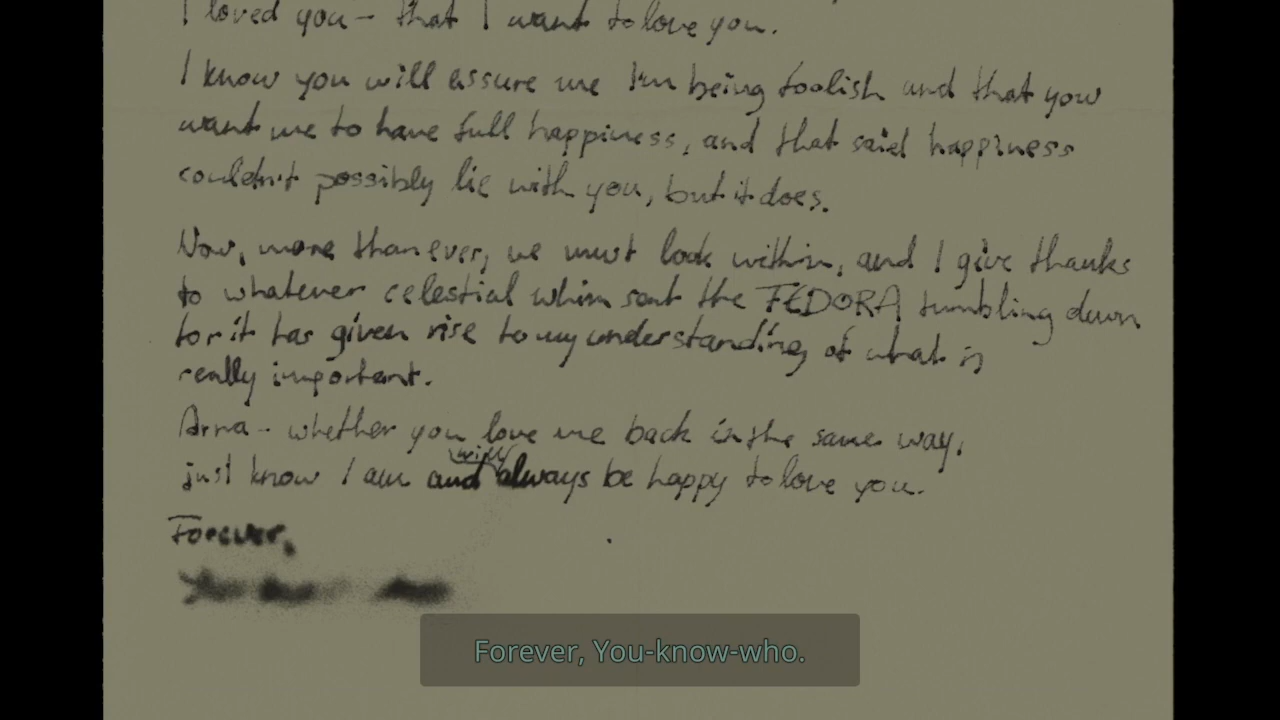 I loved you - that I want to love you.
I know you will assure me I'm being foolish and that you
want me to have full happiness, and that said happiness
couldn't possibly lie with you, but it does.
Now, more than ever, we must look within, and I give thanks
to whatever celestial whim sent the FEDORA tumbling down
for it has given rise to my understanding of what is
really important.
Anna - whether you love me back in the same way,
just know I am and will always be happy to love you.
Forever,
Forever, You-know-who.